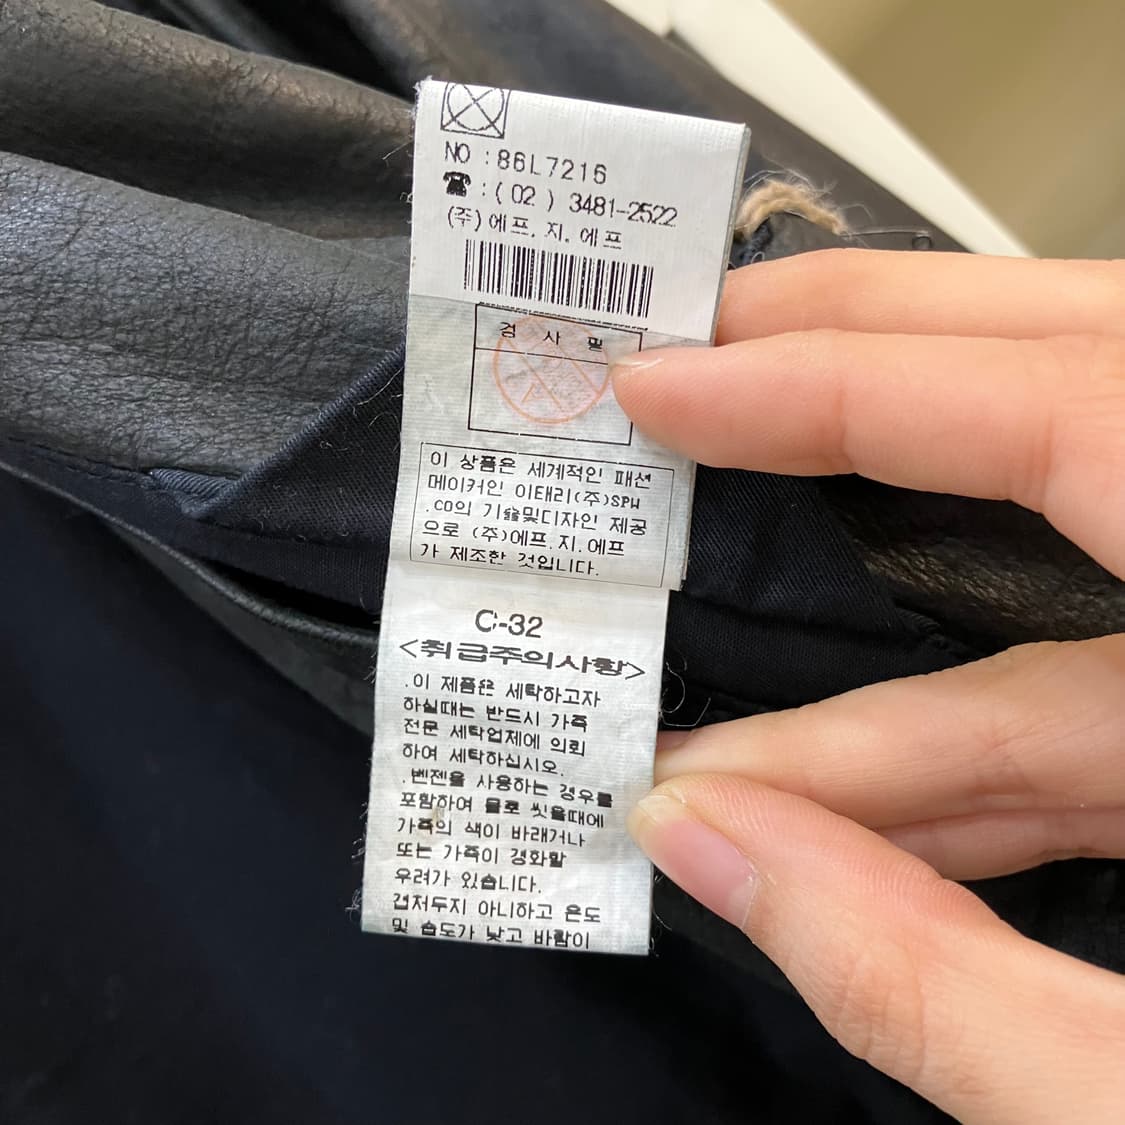 NO : 86L7216
☎ : ( 02 ) 3481-2522
(주) 에프. 지. 에프
검 사 필
이 상품은 세계적인 패션
메이커인 이태리(주)SPW
.CO의 기술및디자인 제공
으로 (주)에프.지.에프
가 제조한 것입니다.
C-32
<취급주의사항>
.이 제품은 세탁하고자
하실때는 반드시 가죽
전문 세탁업체에 의뢰
하여 세탁하십시오.
.벤젠을 사용하는 경우를
포함하여 물로 씻을때에
가죽의 색이 바래거나
또는 가죽이 경화할
우려가 있습니다.
겹쳐두지 아니하고 온도
및 습도가 낮고 바람이